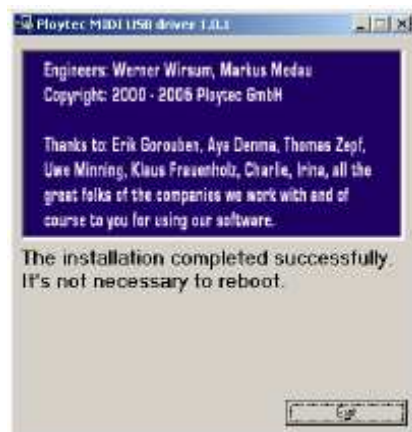 Ploytec MIDI USB driver 1.0.1
Engineers: Werner Wirsum, Markus Medau
Copyright: 2000 - 2006 Ploytec GmbH
Thanks to: Erik Gorouben, Aya Denma, Thomas Zepf,
Uwe Minning, Klaus Frauenholz, Charlie, Irina, all the
great folks of the companies we work with and of
course to you for using our software.
The installation completed successfully.
It's not necessary to reboot.
Exit